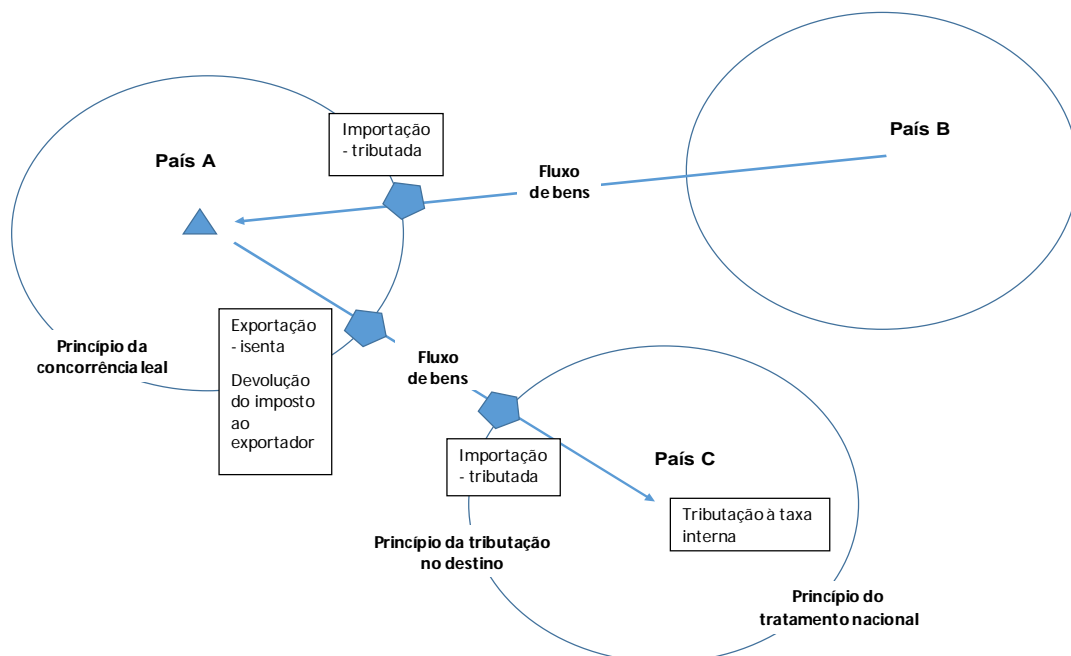 Importação
- tributada
País B
País A
Fluxo
de bens
Exportação
- isenta
Devolução
do imposto
ao
exportador
Princípio da
concorrência leal
Fluxo
de bens
Importação
- tributada
País C
Tributação à taxa
interna
Princípio da tributação
no destino
Princípio do
tratamento nacional